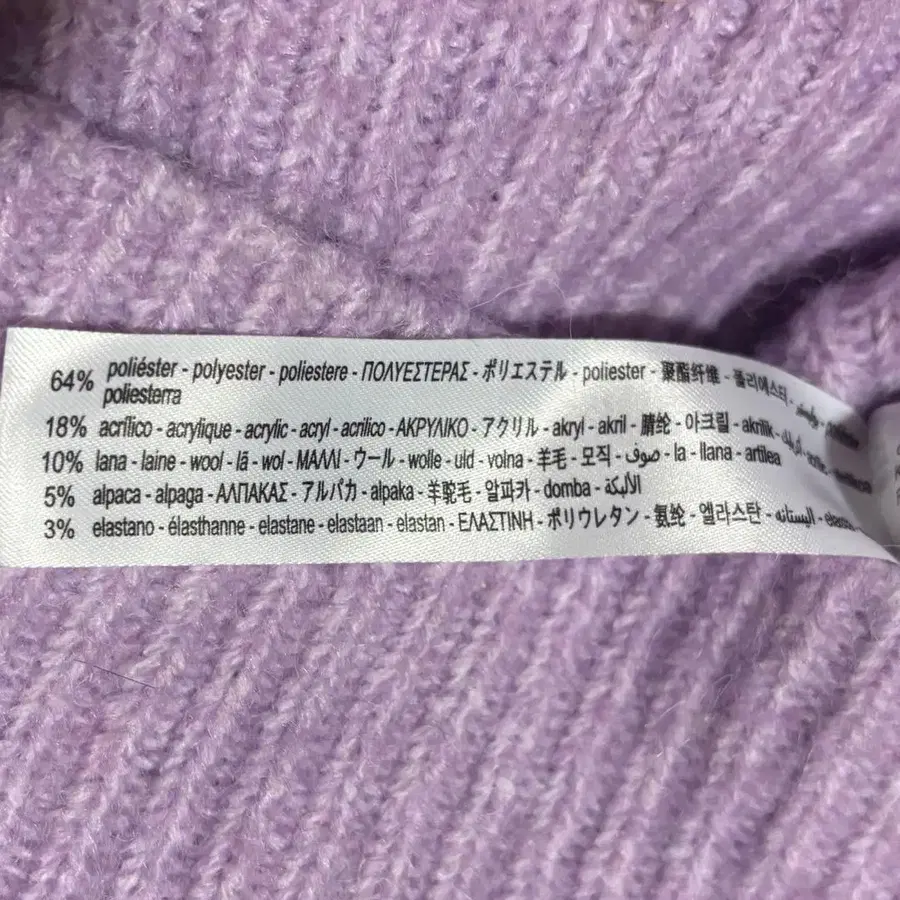 64% poliéster - polyester - poliestere - ΠΟΛΥΕΣΤΕΡΑΣ - ポリエステル - poliester - 聚酯纤维 - 폴리에스터 -
poliesterra
18% acrílico - acrylique - acrylic - acryl - acrilico - ΑΚΡΥΛΙΚΟ - アクリル - akryl - akril - 腈纶 - 아크릴 - akrilik -
10% lana - laine - wool - lã - wol - ΜΑΛΛΙ - ウール - wolle - uld - volna - 羊毛 - 모직 - صوف - la - llana - artilea
5% alpaca - alpaga - ΑΛΠΑΚΑΣ - アルパカ - alpaka - 羊驼毛 - 알파카 - domba - الألبكة
3% elastano - élasthanne - elastane - elastaan - elastan - ΕΛΑΣΤΙΝΗ - ポリウレタン - 氨纶 - 엘라스탄 - البستانه -